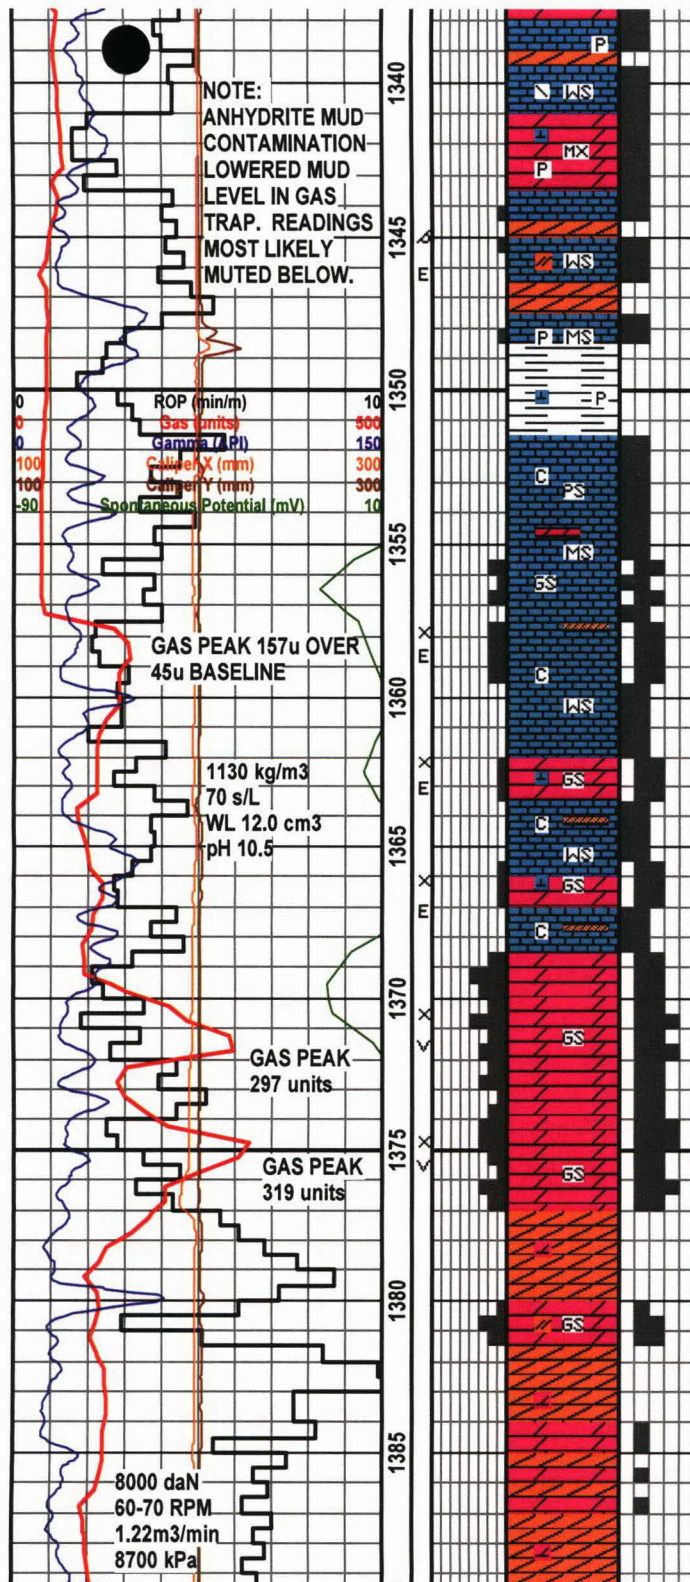 NOTE:
ANHYDRITE MUD
CONTAMINATION
LOWERED MUD
LEVEL IN GAS
TRAP. READINGS
MOST LIKELY
MUTED BELOW.
0 ROP (min/m) 10
0 Gas (units) 500
0 Gamma (API) 150
100 Caliper X (mm) 300
100 Caliper Y (mm) 300
-90 Spontaneous Potential (mV) 10
GAS PEAK 157u OVER
45u BASELINE
1130 kg/m3
70 s/L
WL 12.0 cm3
pH 10.5
GAS PEAK
297 units
GAS PEAK
319 units
8000 daN
60-70 RPM
1.22m3/min
8700 kPa
1340
1345
1350
1355
1360
1365
1370
1375
1380
1385
E
X
E
X
E
X
E
X
V
X
V
P
WS
MX
P
WS
P MS
P
C
PS
MS
GS
C
WS
GS
C
WS
GS
C
GS
GS
GS